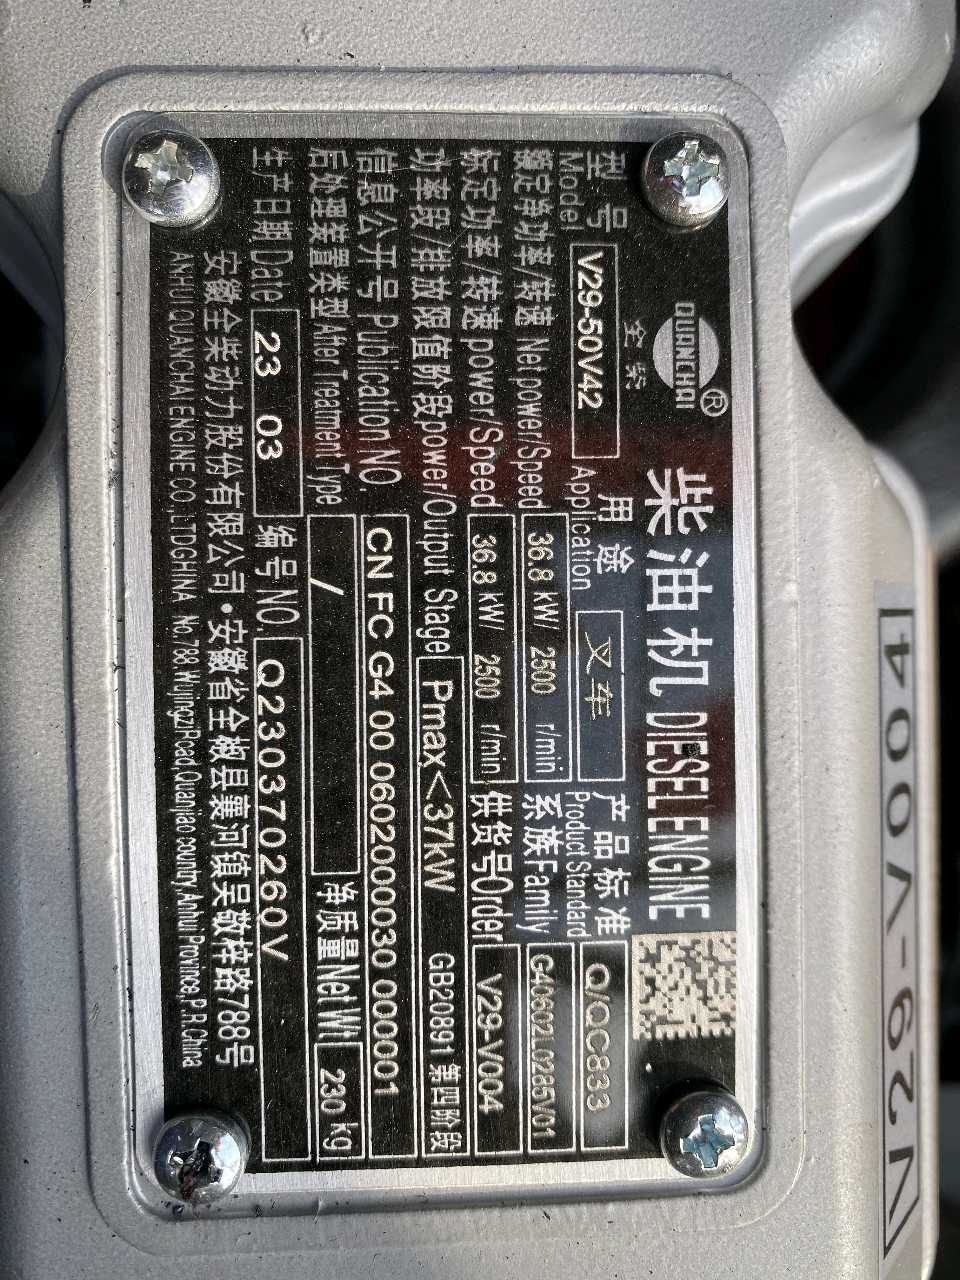 QUANCHAI ®
全柴
柴油机 DIESEL ENGINE
型号 Model V29-50V42 用途 Application 叉车 产品标准 Product Standard Q/QC833
额定净功率/转速 Net power/Speed 36.8 kW/ 2500 r/min 系族 Family G40602L0285V01
标定功率/转速 power/Speed 36.8 kW/ 2500 r/min 供货号 Order V29-V004
功率段/排放限值阶段 power/Output Stage Pmax<37kW GB20891 第四阶段
信息公开号 Publication NO. CN FC G4 00 0602000030 000001
后处理装置类型 After Treament Type / 净质量 Net Wt 230 kg
生产日期 Date 23 03 编号 NO Q230370260V
安徽全柴动力股份有限公司·安徽省全椒县襄河镇吴敬梓路788号
ANHUI QUANCHAI ENGINE CO.,LTD CHINA No.788 Wujingzi Road,Quanjiao county,Anhui Province,P.R.China
V29-V004